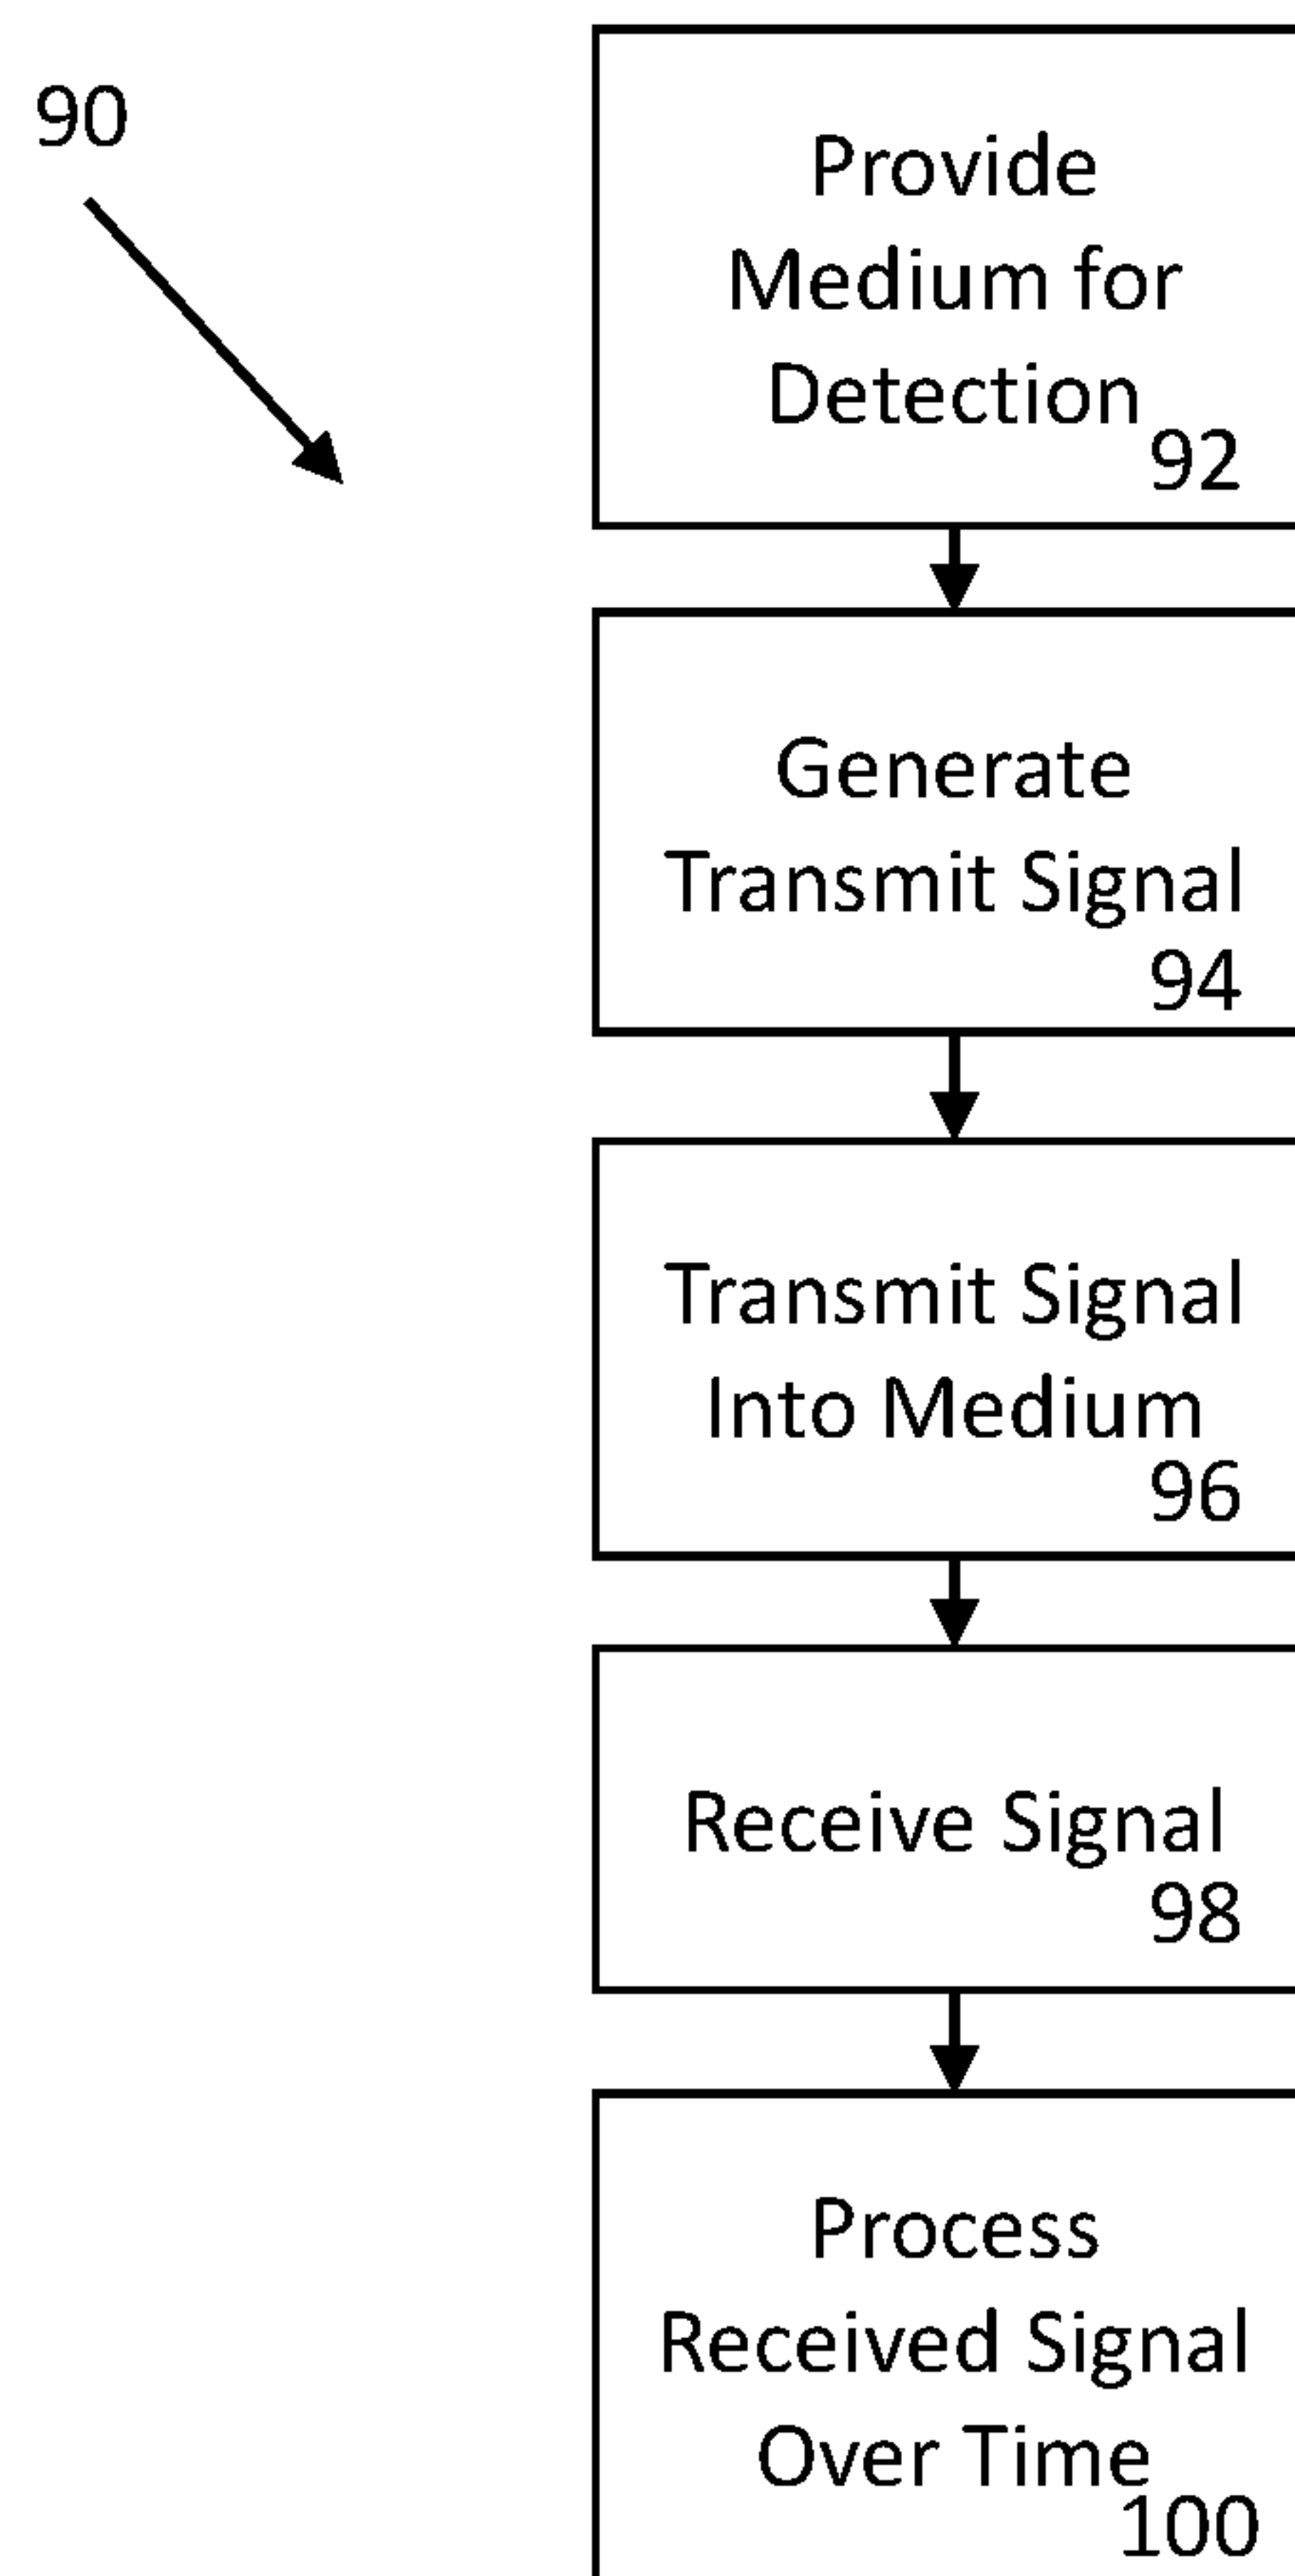 90
Provide
Medium for
Detection
92
Generate
Transmit Signal
94
Transmit Signal
Into Medium
96
Receive Signal
98
Process
Received Signal
Over Time
100